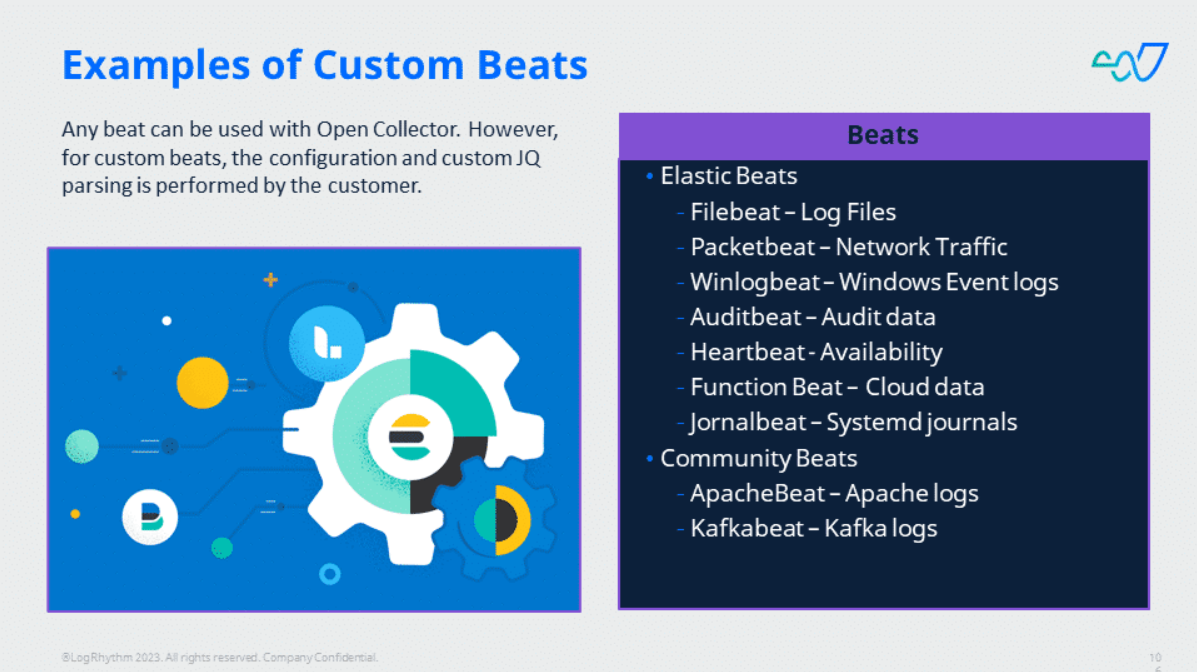 Examples of Custom Beats
Any beat can be used with Open Collector. However,
for custom beats, the configuration and custom JQ
parsing is performed by the customer.
Beats
• Elastic Beats
- Filebeat – Log Files
- Packetbeat – Network Traffic
- Winlogbeat – Windows Event logs
- Auditbeat – Audit data
- Heartbeat - Availability
- Function Beat – Cloud data
- Jornalbeat – Systemd journals
• Community Beats
- ApacheBeat – Apache logs
- Kafkabeat – Kafka logs
®LogRhythm 2023. All rights reserved. Company Confidential.
10